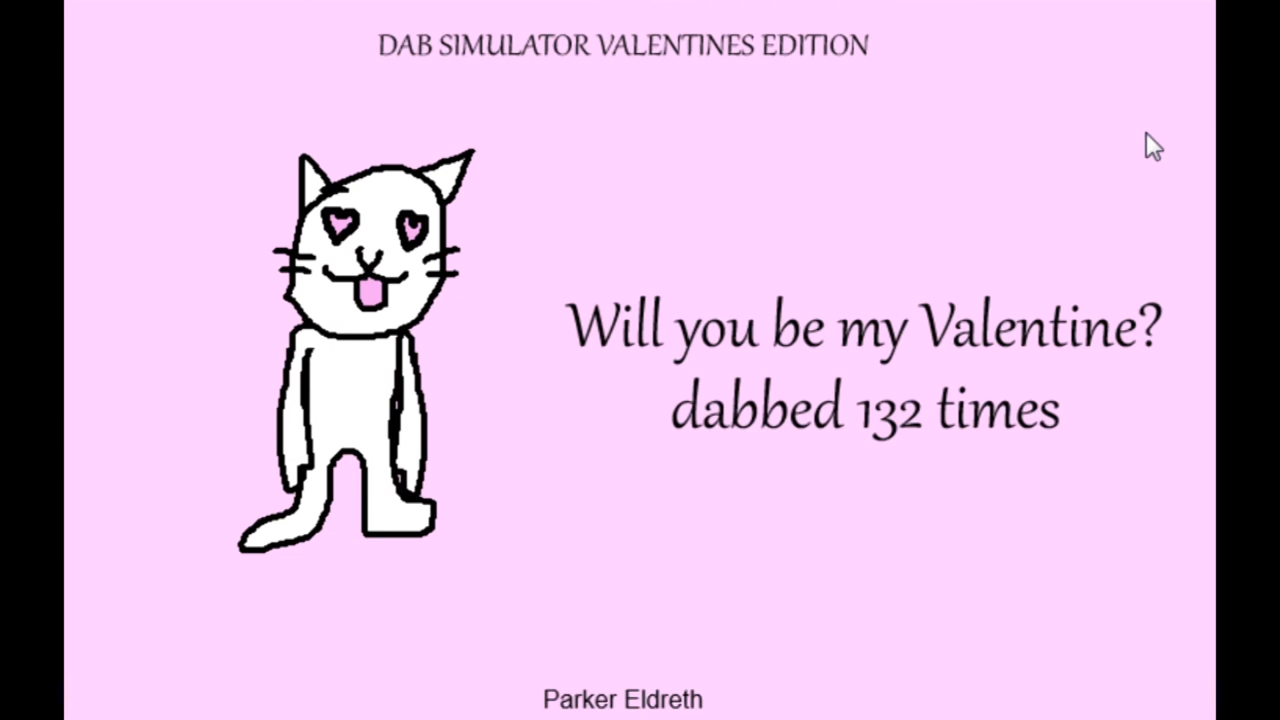 DAB SIMULATOR VALENTINES EDITION
Will you be my Valentine?
dabbed 132 times
Parker Eldreth